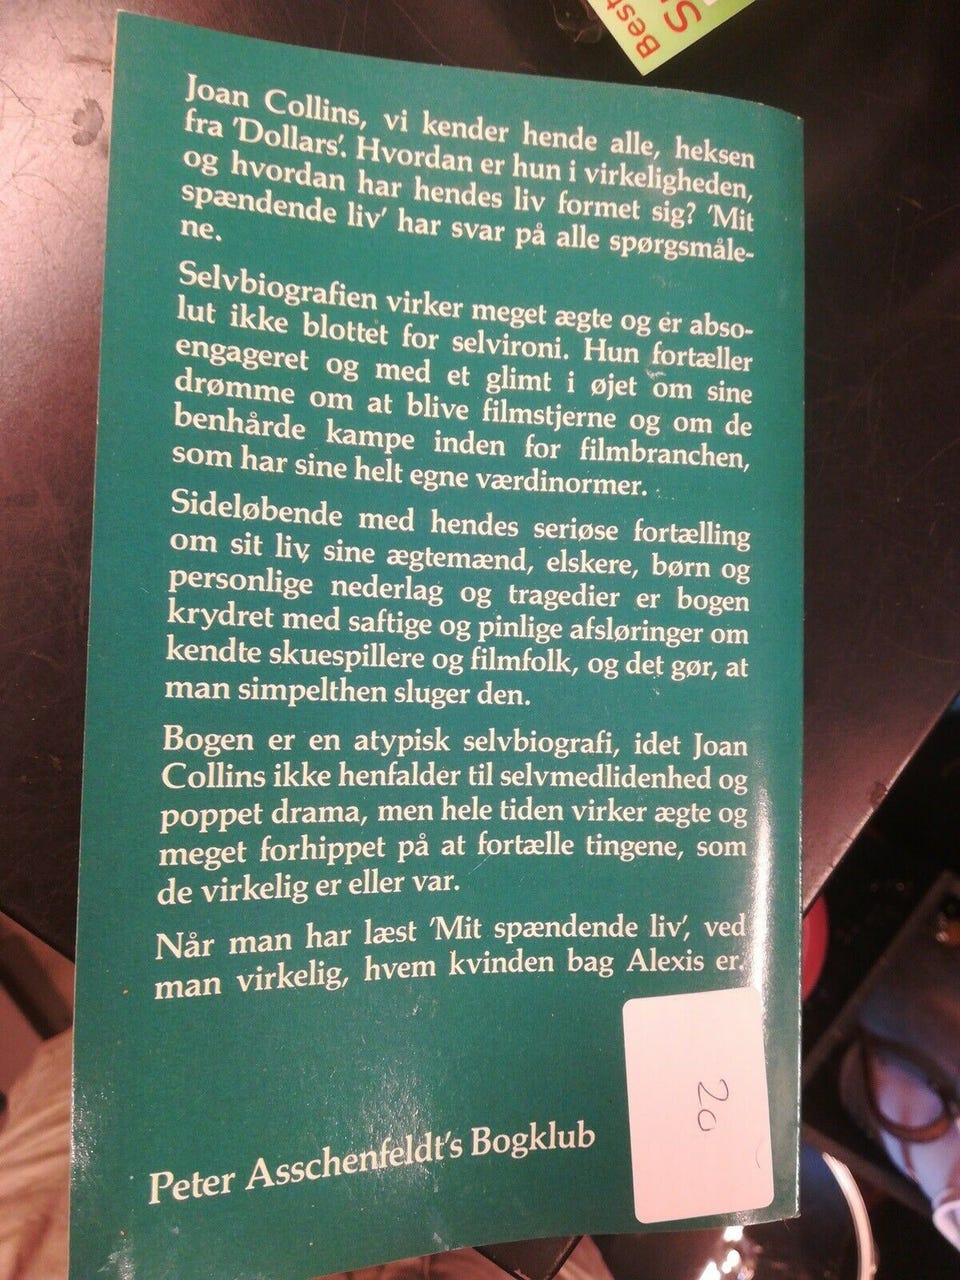 Best
S
Joan Collins, vi kender hende alle, heksen
fra 'Dollars'. Hvordan er hun i virkeligheden,
og hvordan har hendes liv formet sig? 'Mit
spændende liv' har svar på alle spørgsmåle-
ne.
Selvbiografien virker meget ægte og er abso-
lut ikke blottet for selvironi. Hun fortæller
engageret og med et glimt i øjet om sine
drømme om at blive filmstjerne og om de
benhårde kampe inden for filmbranchen,
som har sine helt egne værdinormer.
Sideløbende med hendes seriøse fortælling
om sit liv, sine ægtemænd, elskere, børn og
personlige nederlag og tragedier er bogen
krydret med saftige og pinlige afsløringer om
kendte skuespillere og filmfolk, og det gør, at
man simpelthen sluger den.
Bogen er en atypisk selvbiografi, idet Joan
Collins ikke henfalder til selvmedlidenhed og
poppet drama, men hele tiden virker ægte og
meget forhippet på at fortælle tingene, som
de virkelig er eller var.
Når man har læst 'Mit spændende liv', ved
man virkelig, hvem kvinden bag Alexis er.
20
Peter Asschenfeldt's Bogklub